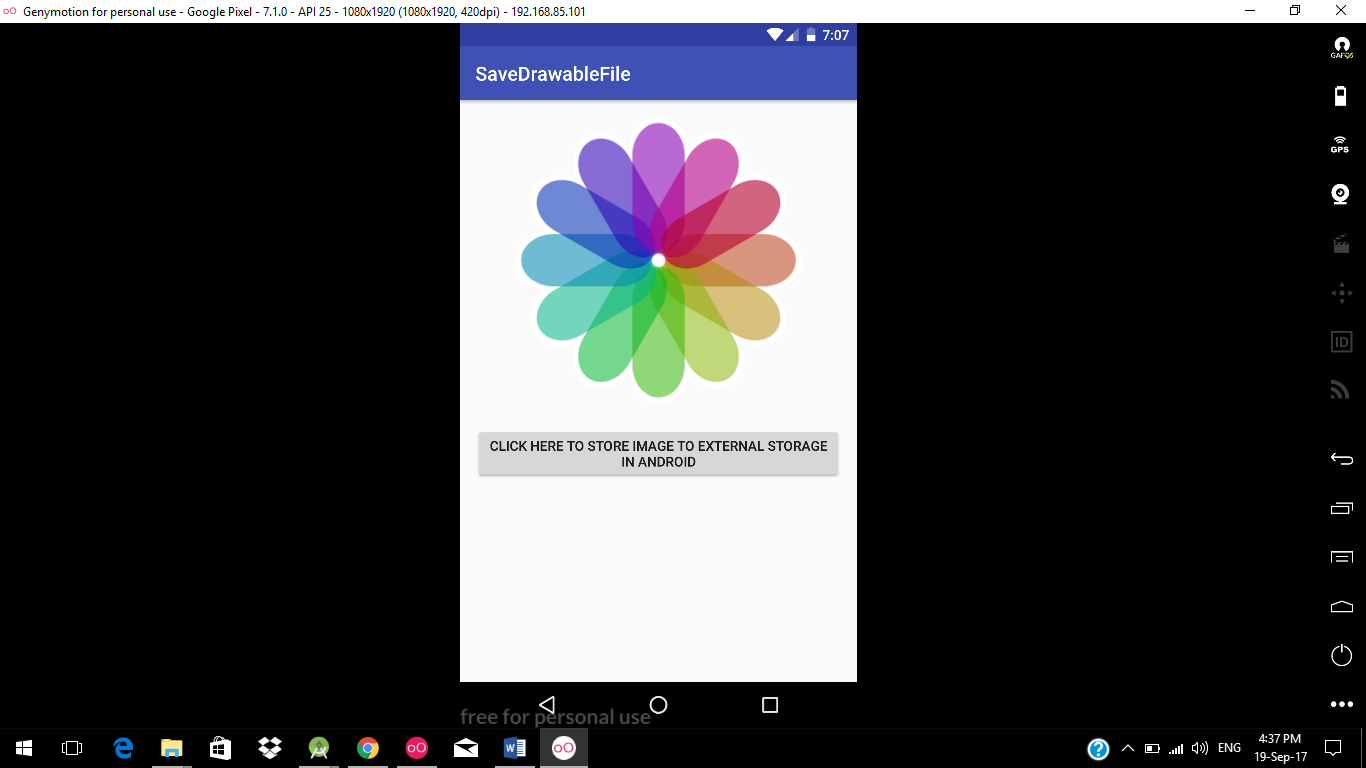 Genymotion for personal use - Google Pixel - 7.1.0 - API 25 - 1080x1920 (1080x1920, 420dpi) - 192.168.85.101
7:07
SaveDrawableFile
CLICK HERE TO STORE IMAGE TO EXTERNAL STORAGE
IN ANDROID
free for personal use
GPS
ID
ENG
4:37 PM
19-Sep-17